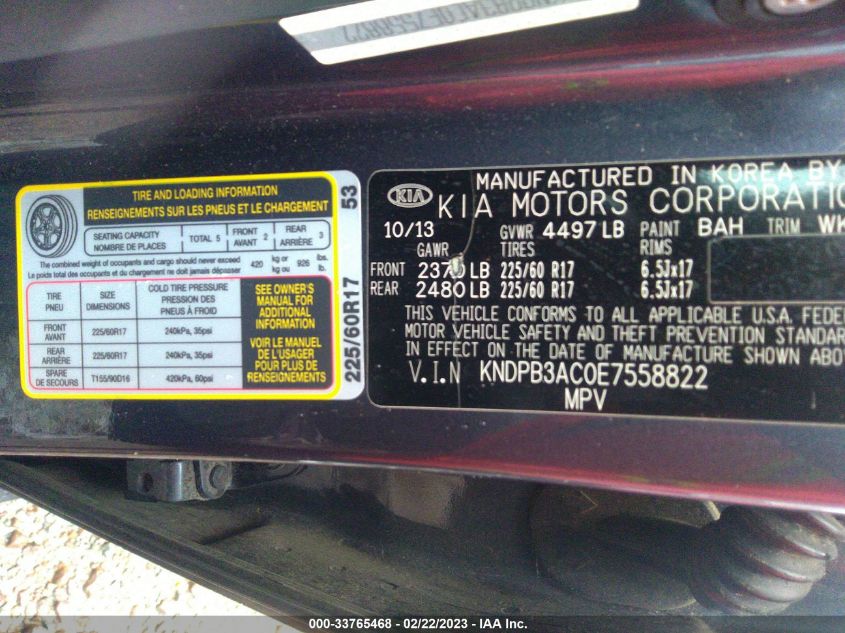 TIRE AND LOADING INFORMATION
RENSEIGNEMENTS SUR LES PNEUS ET LE CHARGEMENT
SEATING CAPACITY
NOMBRE DE PLACES
TOTAL 5
FRONT
AVANT 2
REAR
ARRIÈRE 3
The combined weight of occupants and cargo should never exceed
Le poids total des occupants et du chargement ne doit jamais dépasser
420 kg or 926 lbs.
kg ou lb.
TIRE
PNEU
SIZE
DIMENSIONS
COLD TIRE PRESSURE
PRESSION DES
PNEUS À FROID
FRONT
AVANT
225/60R17
240kPa, 35psi
REAR
ARRIÈRE
225/60R17
240kPa, 35psi
SPARE
DE SECOURS
T155/90D16
420kPa, 60psi
SEE OWNER'S
MANUAL FOR
ADDITIONAL
INFORMATION
VOIR LE MANUEL
DE L'USAGER
POUR PLUS DE
RENSEIGNEMENTS
225/60R17 53
MANUFACTURED IN KOREA BY
KIA KIA MOTORS CORPORATIO
10/13 GVWR 4497 LB PAINT BAH TRIM WK
GAWR TIRES RIMS
FRONT LB 225/60 R17 6.5Jx17
REAR 2480 LB 225/60 R17 6.5Jx17
THIS VEHICLE CONFORMS TO ALL APPLICABLE U.S.A. FEDE
MOTOR VEHICLE SAFETY AND THEFT PREVENTION STANDAR
IN EFFECT ON THE DATE OF MANUFACTURE SHOWN ABO
V.I.N KNDPB3AC0E7558822
MPV
000-33765468 - 02/22/2023 - IAA Inc.